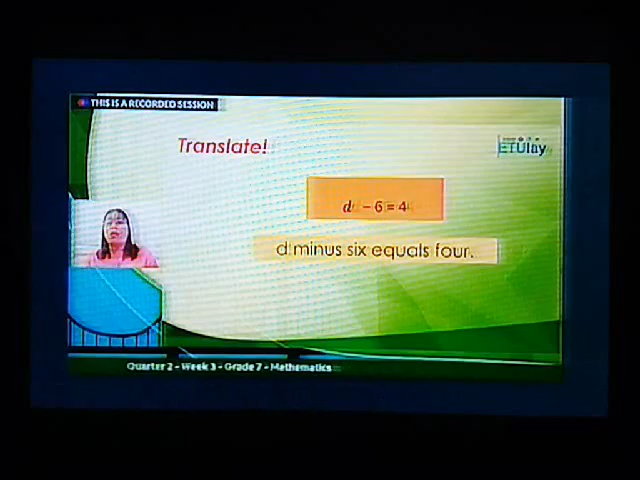 THIS IS A RECORDED SESSION
Translate!
ETUlay
d - 6 = 4
d minus six equals four.
Quarter 2 - Week 3 - Grade 7 - Mathematics